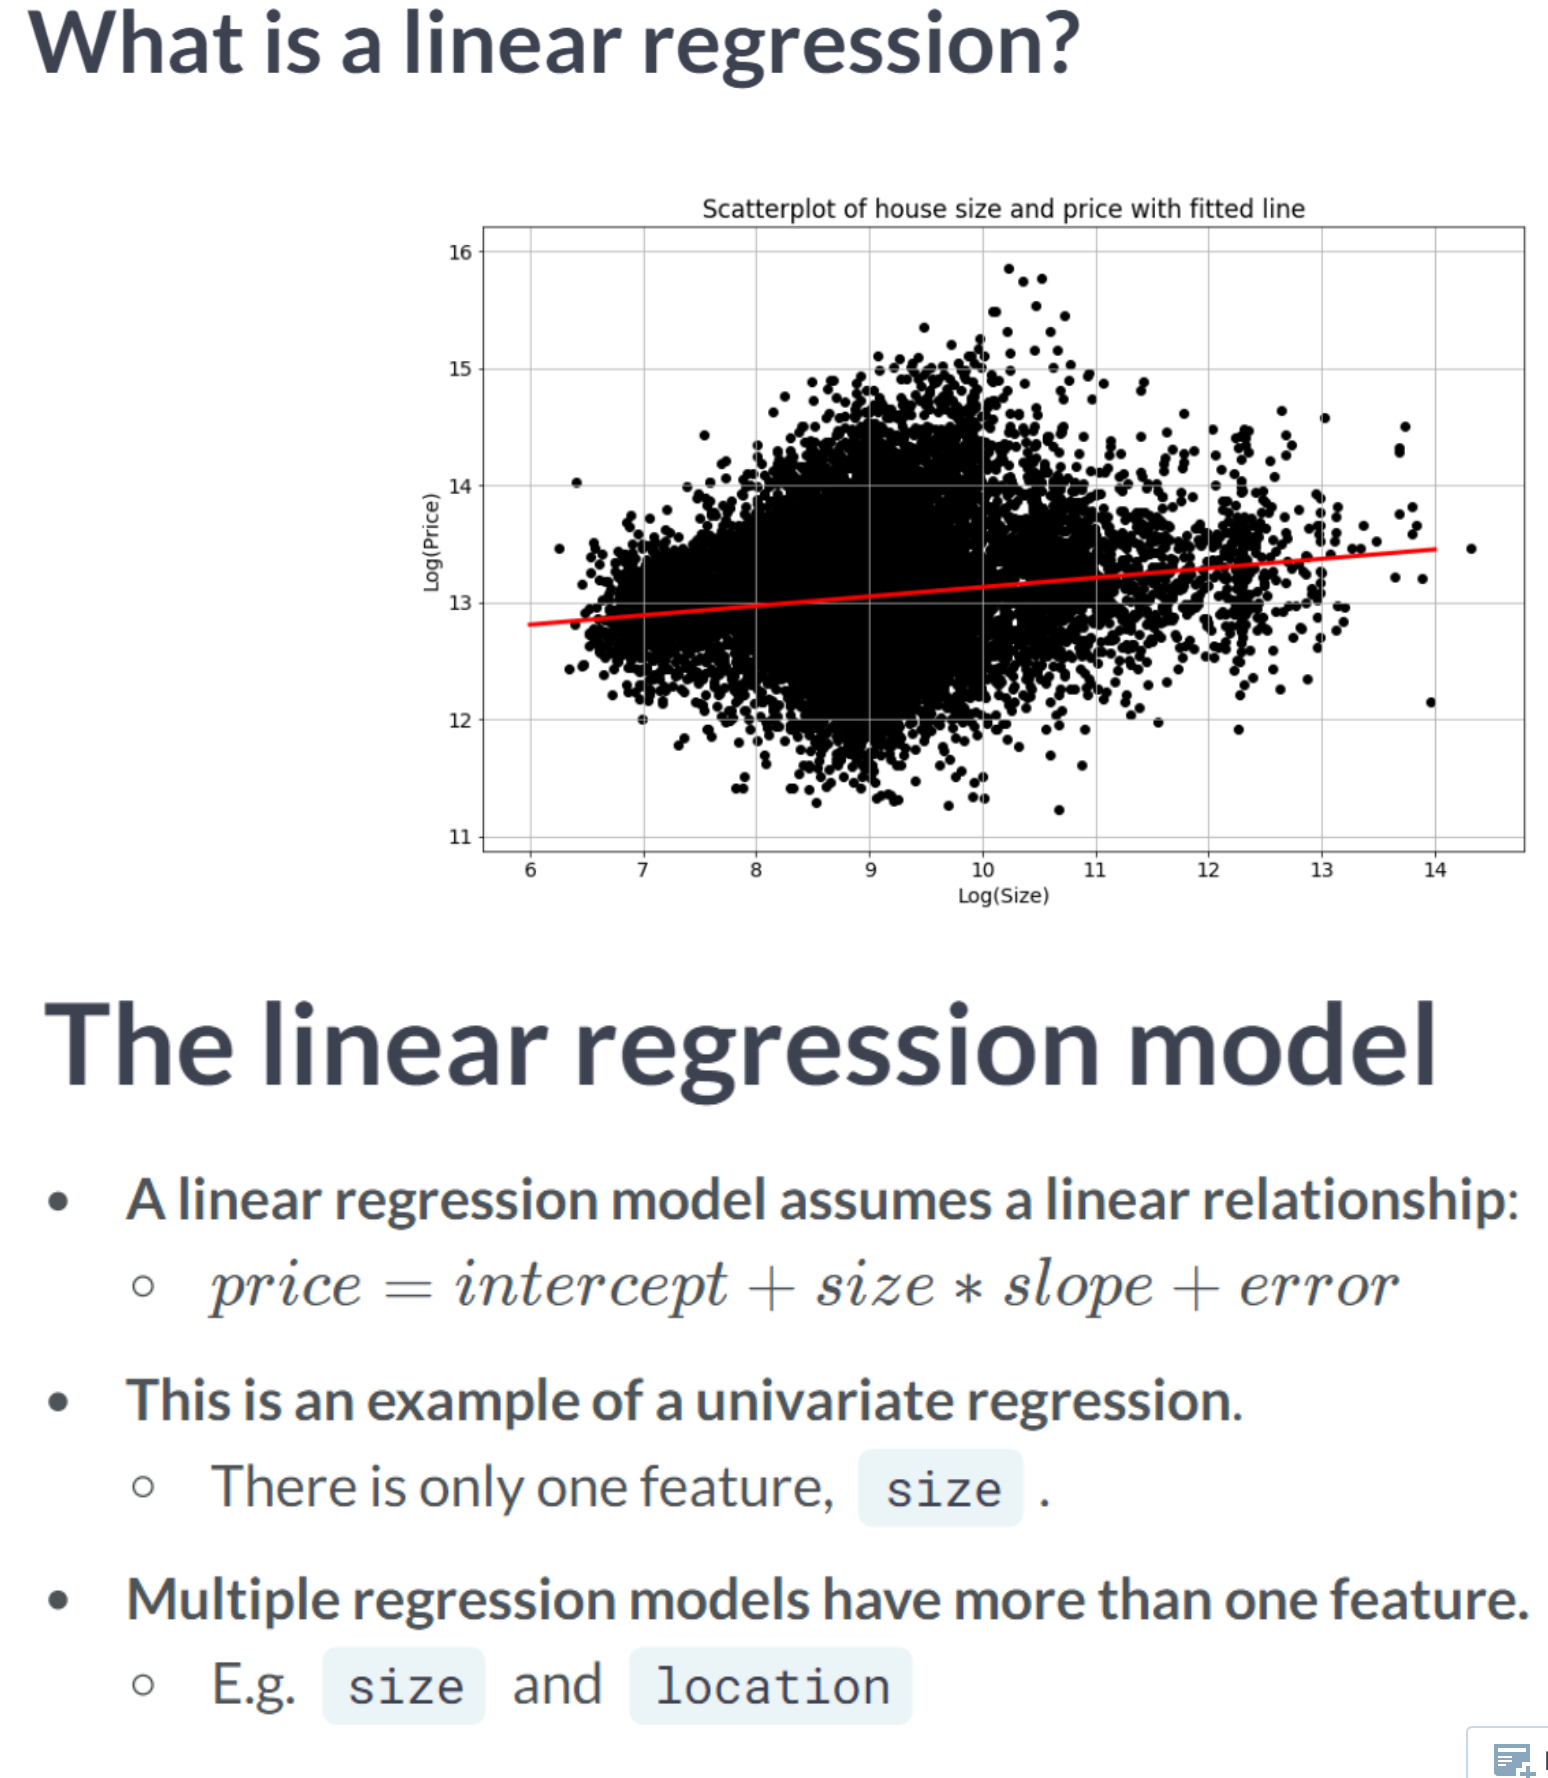 What is a linear regression?
Scatterplot of house size and price with fitted line
16
15
14
13
12
11
Log(Price)
6 7 8 9 10 11 12 13 14
Log(Size)
The linear regression model
• A linear regression model assumes a linear relationship:
○ price = intercept + size * slope + error
• This is an example of a univariate regression.
○ There is only one feature, size .
• Multiple regression models have more than one feature.
○ E.g. size and location